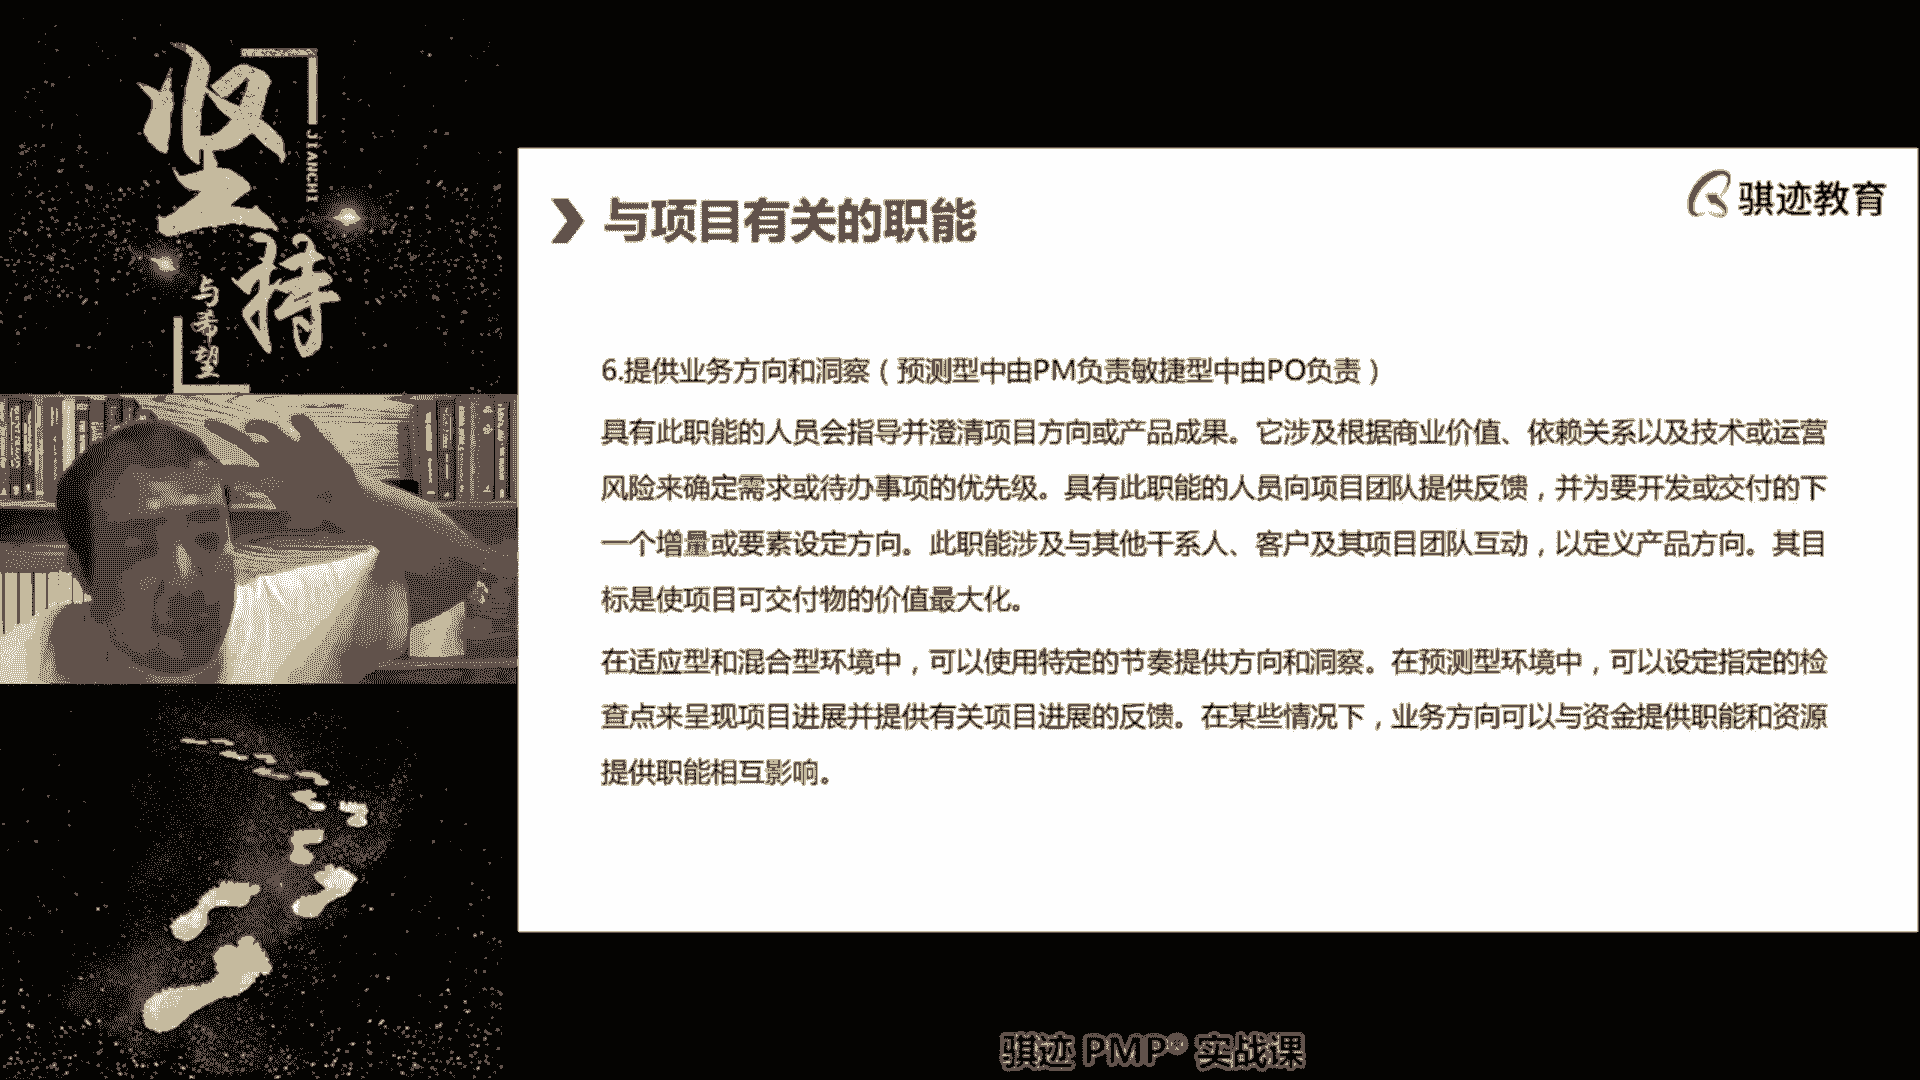 坚持
JIANCHI
与希望
骐迹教育
与项目有关的职能
6.提供业务方向和洞察（预测型中由PM负责敏捷型中由PO负责）
具有此职能的人员会指导并澄清项目方向或产品成果。它涉及根据商业价值、依赖关系以及技术或运营
风险来确定需求或待办事项的优先级。具有此职能的人员向项目团队提供反馈，并为要开发或交付的下
一个增量或要素设定方向。此职能涉及与其他干系人、客户及其项目团队互动，以定义产品方向。其目
标是使项目可交付物的价值最大化。
在适应型和混合型环境中，可以使用特定的节奏提供方向和洞察。在预测型环境中，可以设定指定的检
查点来呈现项目进展并提供有关项目进展的反馈。在某些情况下，业务方向可以与资金提供职能和资源
提供职能相互影响。
骐迹 PMP® 实战课